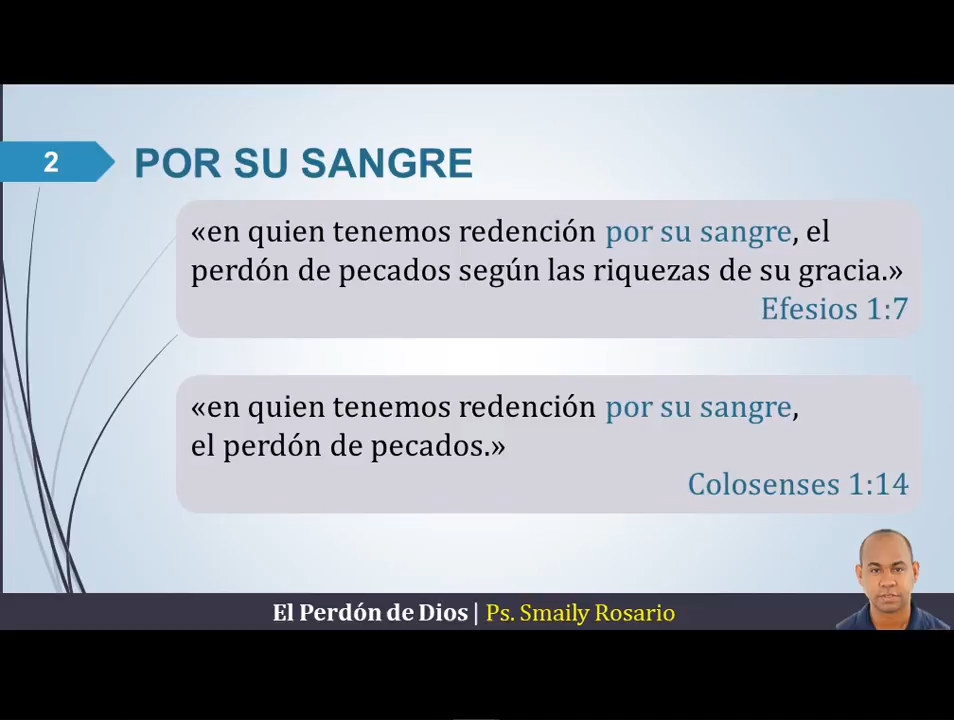 2
POR SU SANGRE
«en quien tenemos redención por su sangre, el
perdón de pecados según las riquezas de su gracia.»
Efesios 1:7
«en quien tenemos redención por su sangre,
el perdón de pecados.»
Colosenses 1:14
El Perdón de Dios | Ps. Smaily Rosario